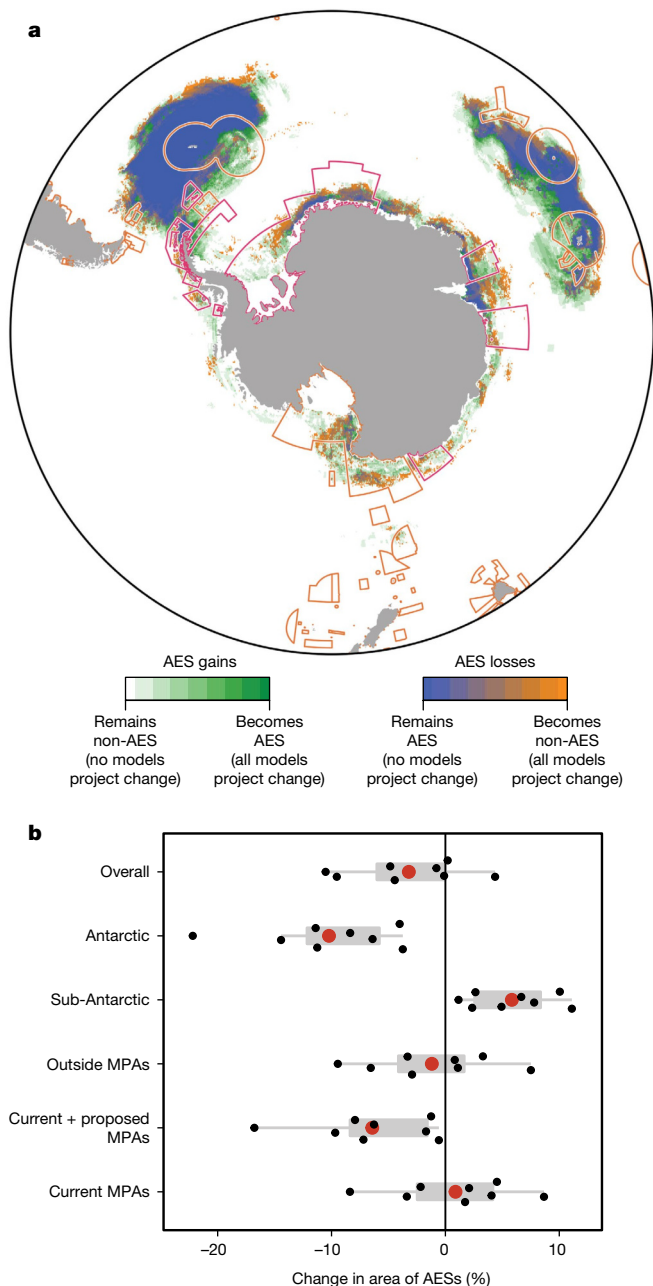 a
AES gains
AES losses
Remains
non-AES
(no models
project change)
Becomes
AES
(all models
project change)
Remains
AES
(no models
project change)
Becomes
non-AES
(all models
project change)
b
Overall
Antarctic
Sub-Antarctic
Outside MPAs
Current + proposed
MPAs
Current MPAs
−20
−10
0
10
Change in area of AESs (%)